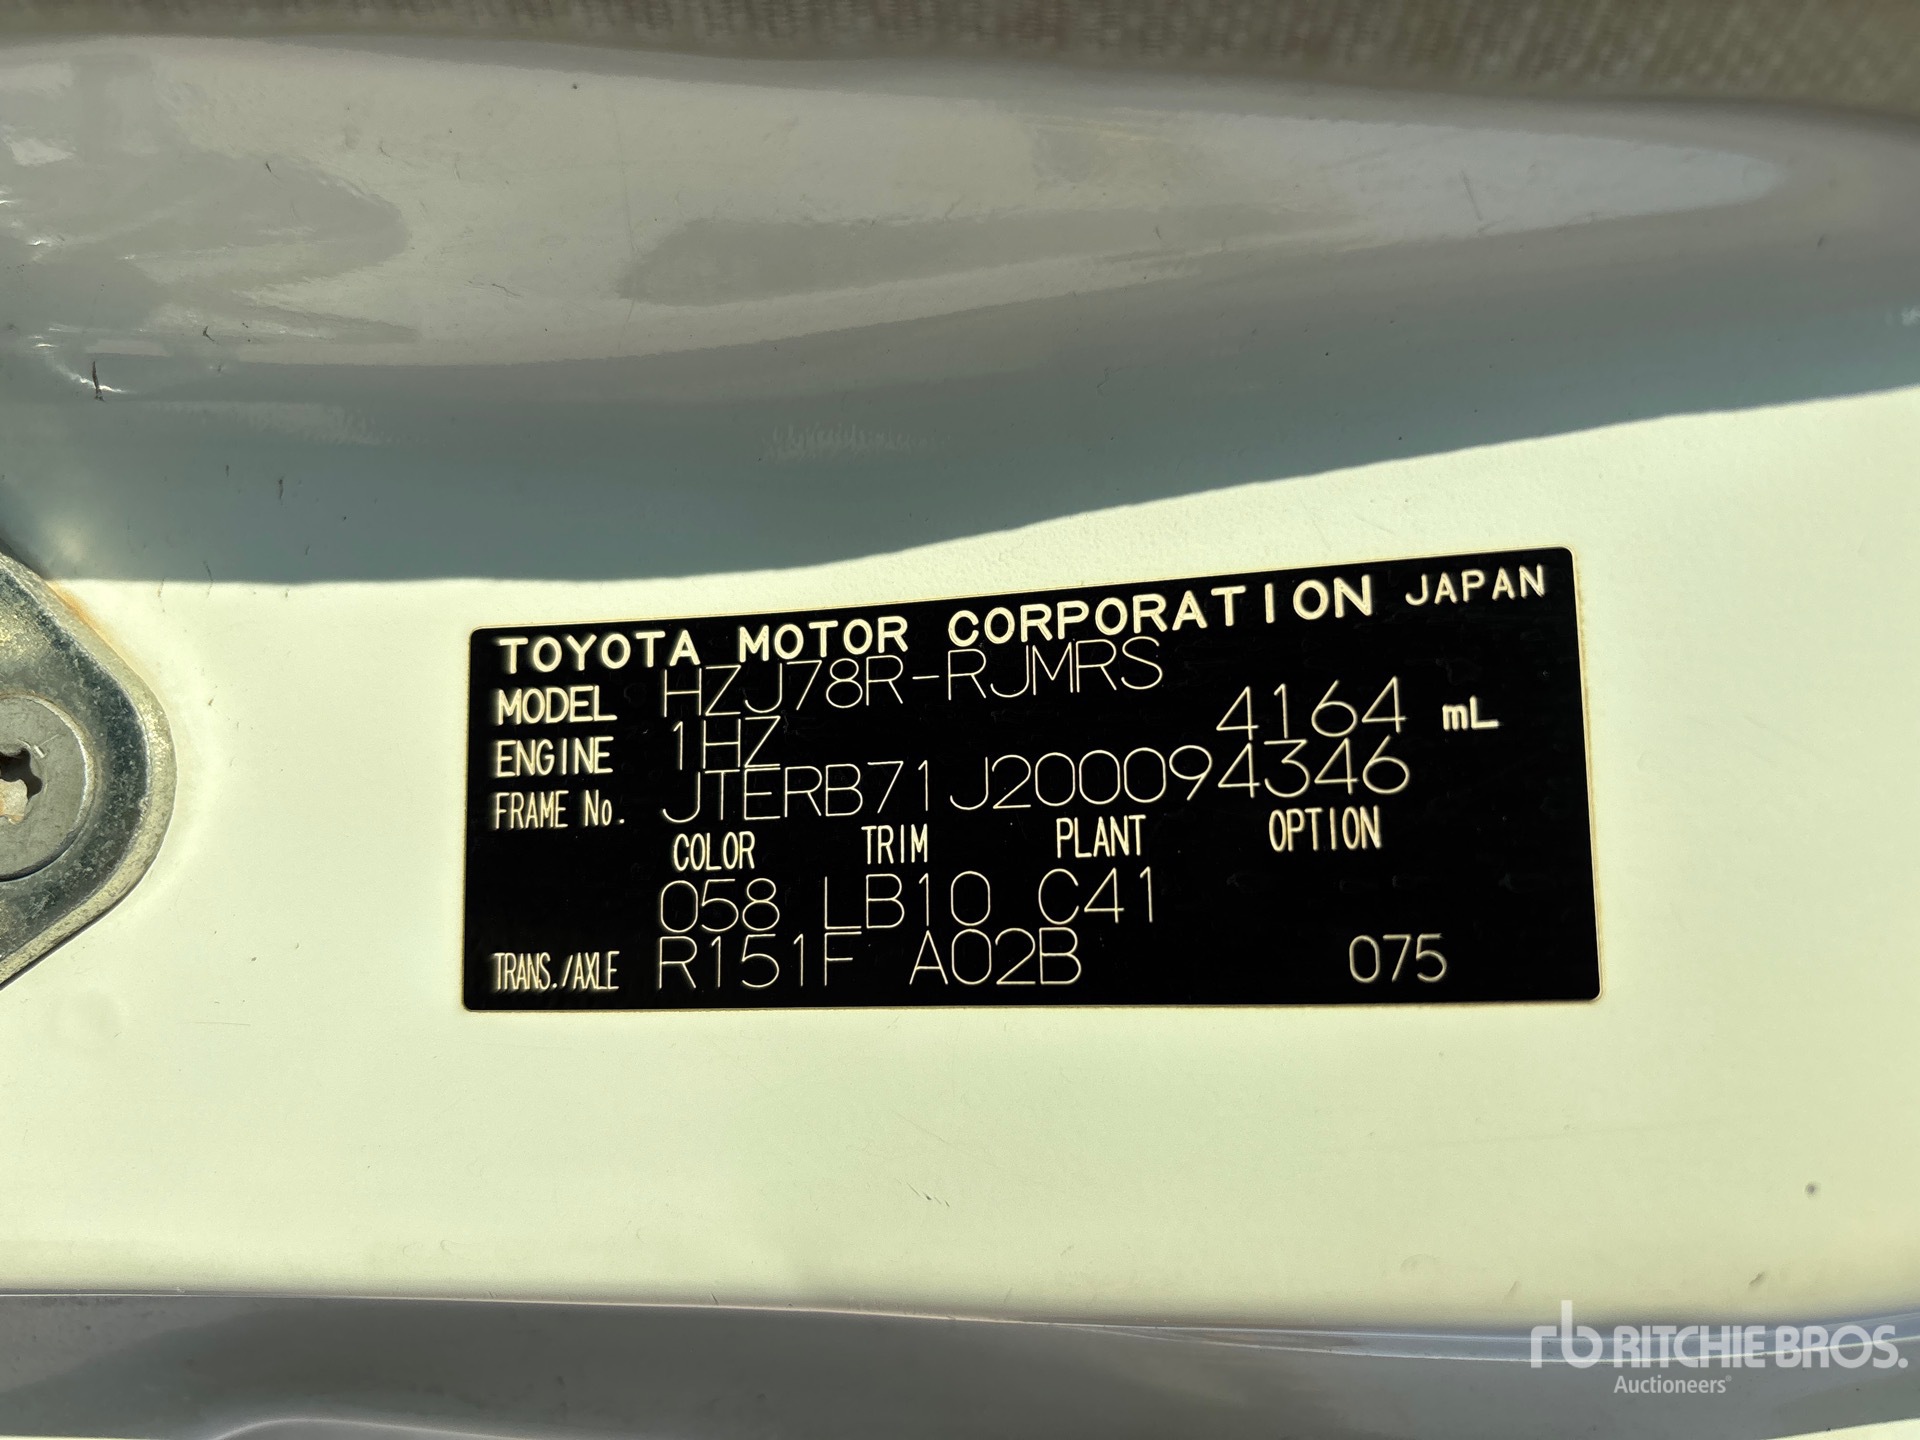 TOYOTA MOTOR CORPORATION JAPAN
MODEL HZJ78R-RJMRS
ENGINE 1HZ 4164 mL
FRAME No. JTERB71J200094346
COLOR TRIM PLANT OPTION
058 LB10 C41
TRANS./AXLE R151F A02B 075
rb RITCHIE BROS.
Auctioneers